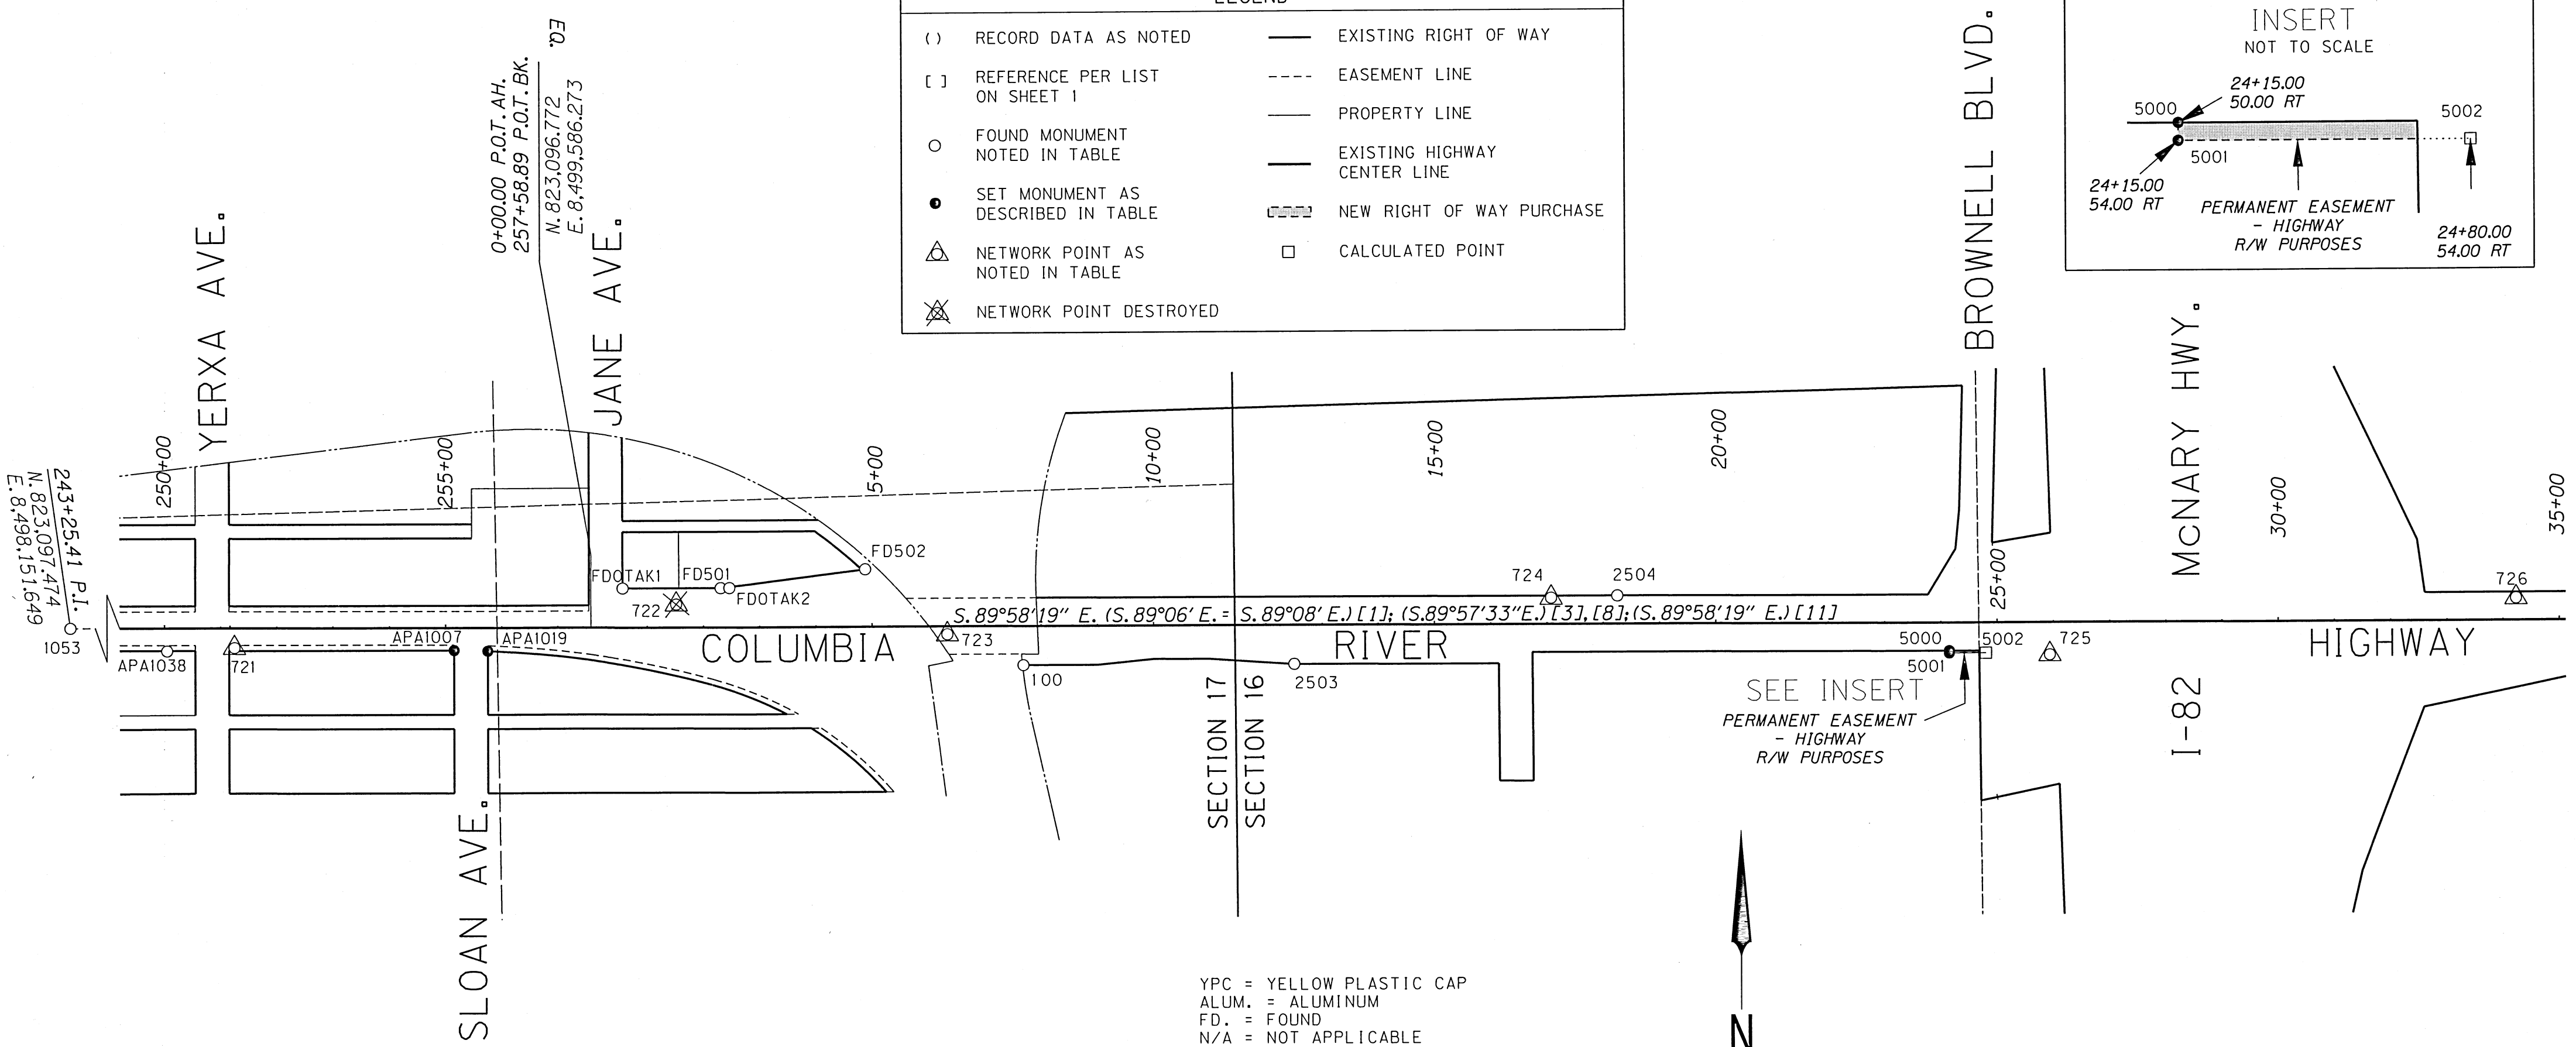 LEGEND
( ) RECORD DATA AS NOTED
[ ] REFERENCE PER LIST
ON SHEET 1
FOUND MONUMENT
NOTED IN TABLE
SET MONUMENT AS
DESCRIBED IN TABLE
NETWORK POINT AS
NOTED IN TABLE
NETWORK POINT DESTROYED
EXISTING RIGHT OF WAY
EASEMENT LINE
PROPERTY LINE
EXISTING HIGHWAY
CENTER LINE
NEW RIGHT OF WAY PURCHASE
CALCULATED POINT
INSERT
NOT TO SCALE
24+15.00
50.00 RT
5000
5002
5001
24+15.00
54.00 RT
PERMANENT EASEMENT
- HIGHWAY
R/W PURPOSES
24+80.00
54.00 RT
EQ.
0+00.00 P.O.T. AH.
257+58.89 P.O.T. BK.
N. 823,096.772
E. 8,499,586.273
YERXA AVE.
JANE AVE.
BROWNELL BLVD.
MCNARY HWY.
243+25.41 P.I.
N. 823,097.474
E. 8,498,151.649
250+00
255+00
5+00
10+00
15+00
20+00
25+00
30+00
35+00
FD502
FDOTAK1
FD501
FDOTAK2
722
724
2504
726
S.89°58'19" E. (S.89°06' E.= S.89°08' E.)[1]; (S.89°57'33"E.)[3],[8];(S.89°58'19" E.)[11]
1053
APA1038
721
APA1007
APA1019
COLUMBIA
723
RIVER
5000
5002
725
HIGHWAY
5001
100
2503
SECTION 17
SECTION 16
SEE INSERT
PERMANENT EASEMENT
- HIGHWAY
R/W PURPOSES
I-82
SLOAN AVE.
YPC = YELLOW PLASTIC CAP
ALUM. = ALUMINUM
FD. = FOUND
N/A = NOT APPLICABLE
N